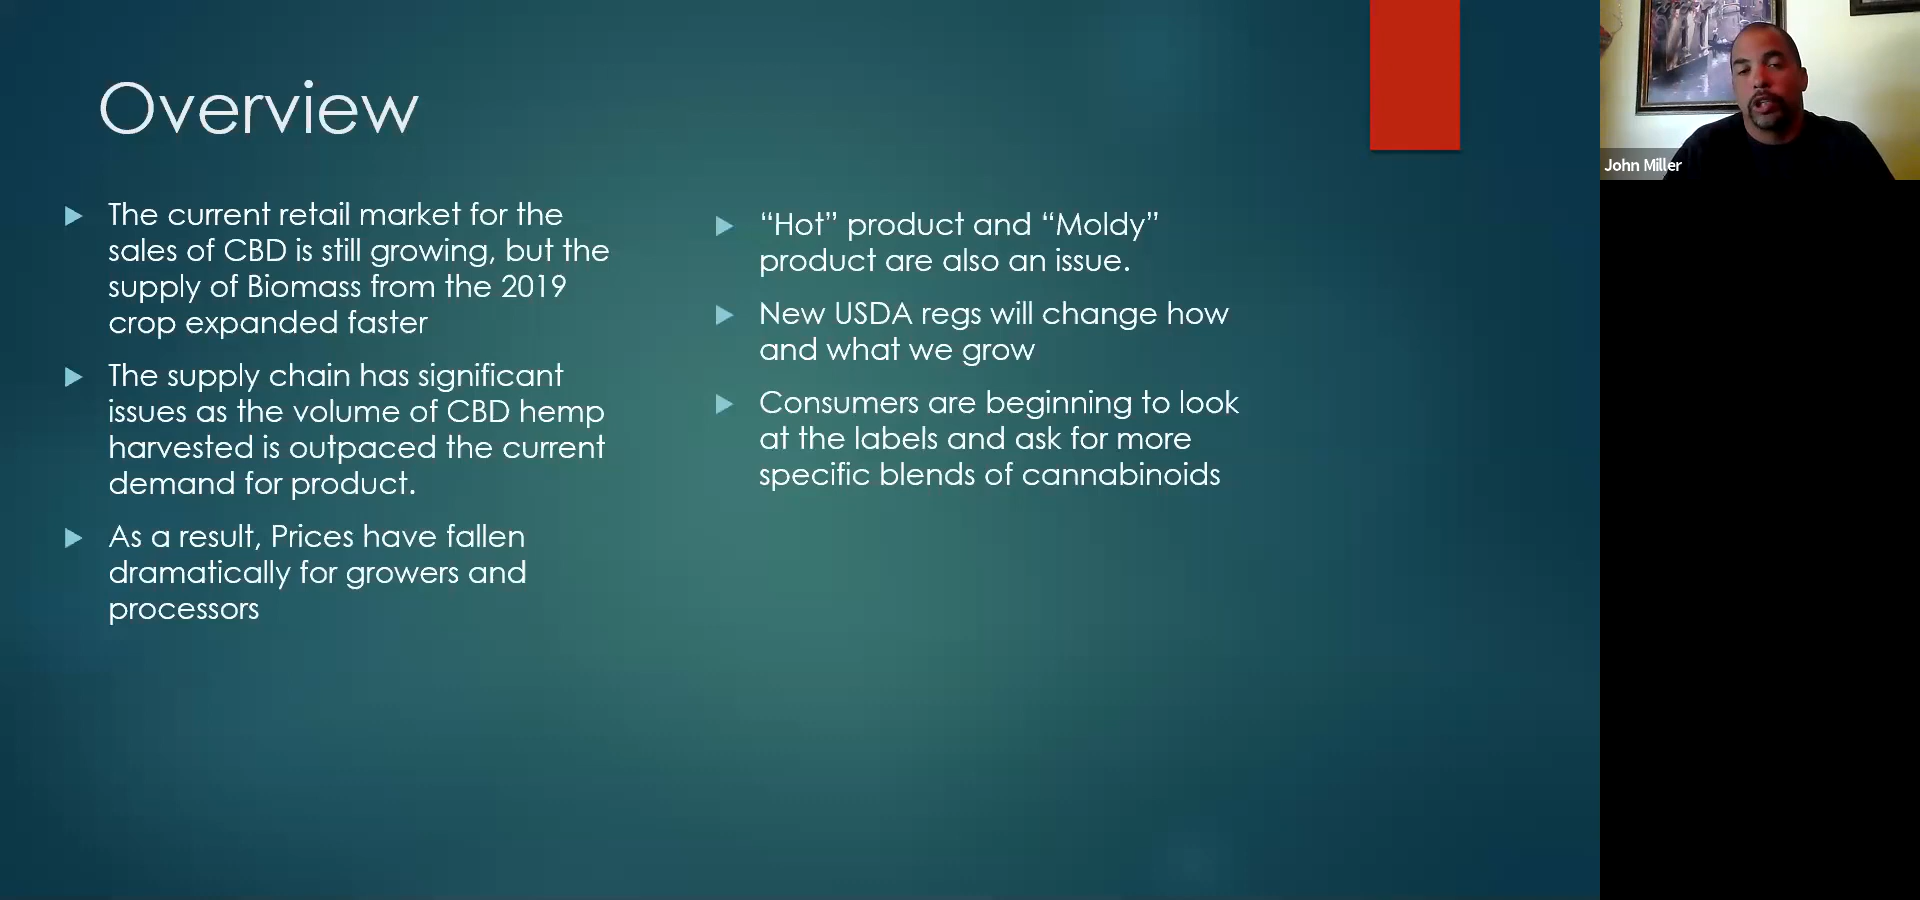 Overview
The current retail market for the
sales of CBD is still growing, but the
supply of Biomass from the 2019
crop expanded faster
The supply chain has significant
issues as the volume of CBD hemp
harvested is outpaced the current
demand for product.
As a result, Prices have fallen
dramatically for growers and
processors
“Hot” product and “Moldy”
product are also an issue.
New USDA regs will change how
and what we grow
Consumers are beginning to look
at the labels and ask for more
specific blends of cannabinoids
John Miller